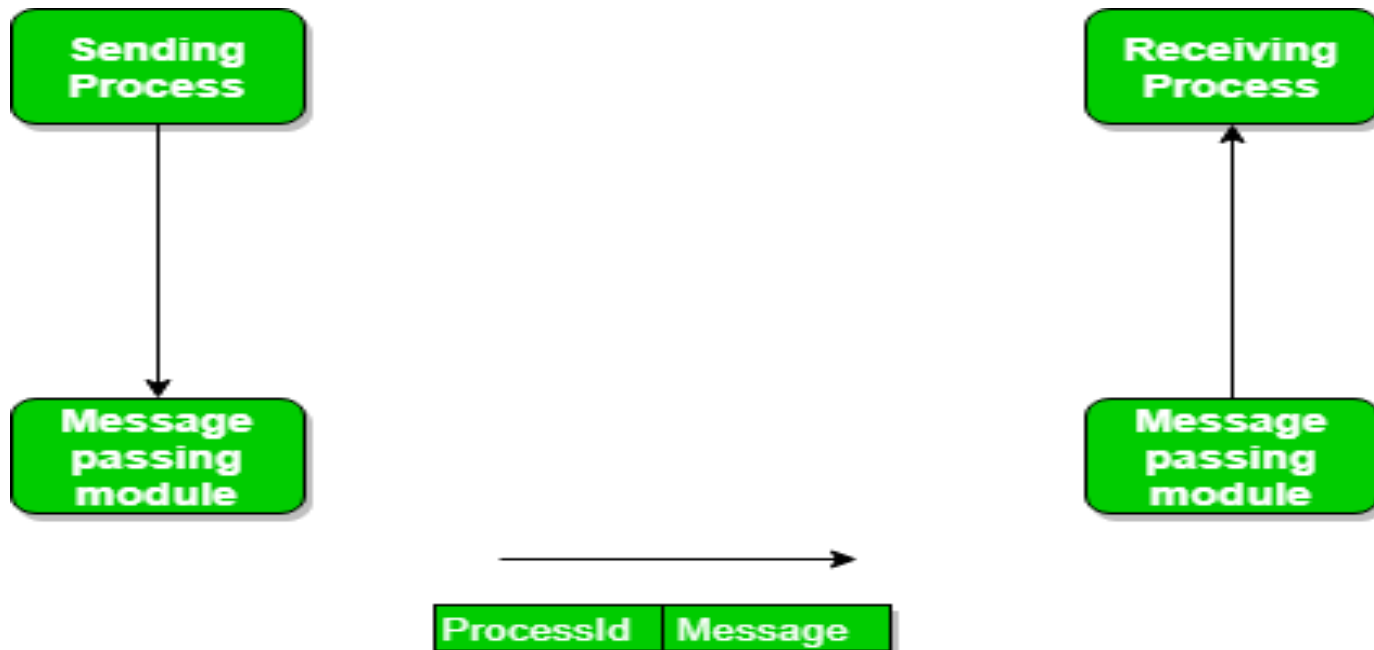 Sending
Process
Receiving
Process
Message
passing
module
Message
passing
module
ProcessId
Message